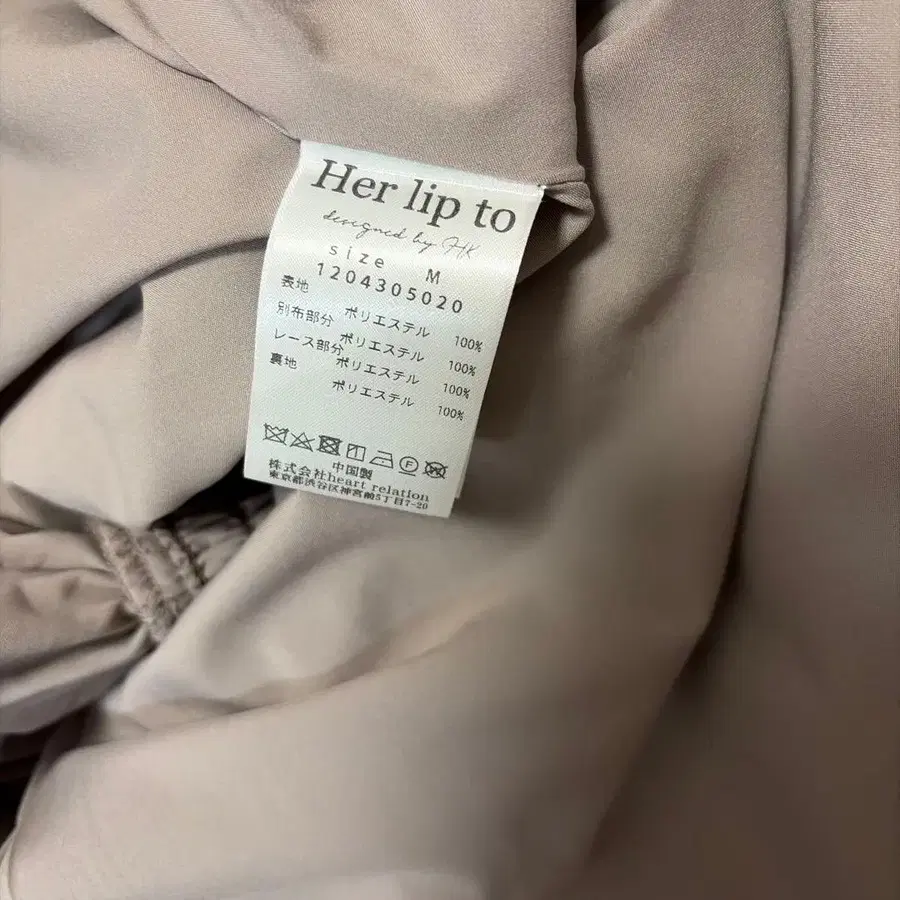 Her lip to
designed by HK
size M
1204305020
表地 ポリエステル 100%
別布部分 ポリエステル 100%
レース部分 ポリエステル 100%
裏地 ポリエステル 100%
中国製
株式会社heart relation
東京都渋谷区神宮前5丁目7-20